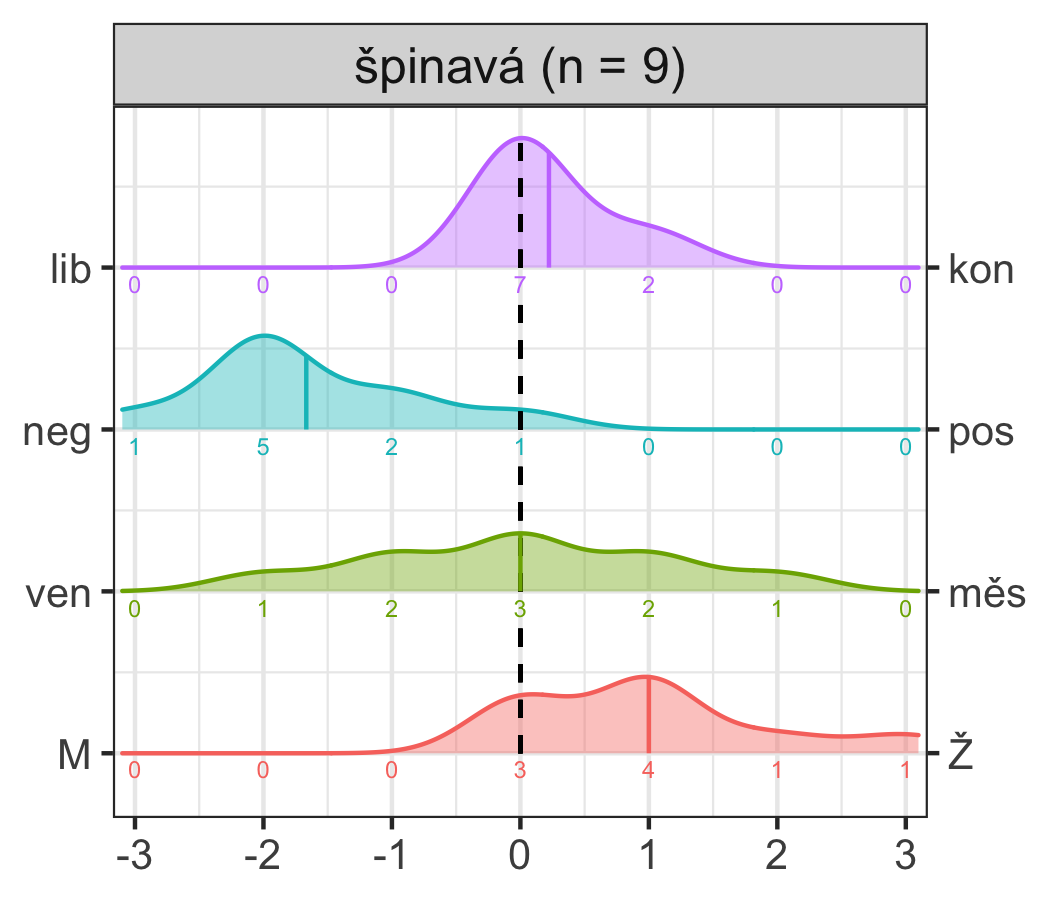 špinavá (n = 9)
lib kon
0 0 0 7 2 0 0
neg pos
1 5 2 1 0 0 0
ven měs
0 1 2 3 2 1 0
M Ž
0 0 0 3 4 1 1
-3 -2 -1 0 1 2 3